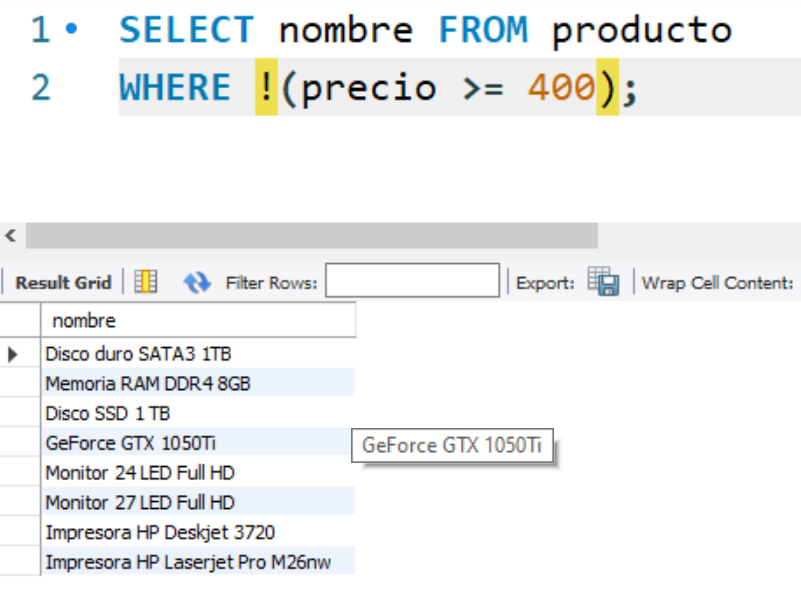 1 SELECT nombre FROM producto
2 WHERE !(precio >= 400);
Result Grid Filter Rows: Export: Wrap Cell Content:
nombre
Disco duro SATA3 1TB
Memoria RAM DDR4 8GB
Disco SSD 1 TB
GeForce GTX 1050Ti GeForce GTX 1050Ti
Monitor 24 LED Full HD
Monitor 27 LED Full HD
Impresora HP Deskjet 3720
Impresora HP Laserjet Pro M26nw